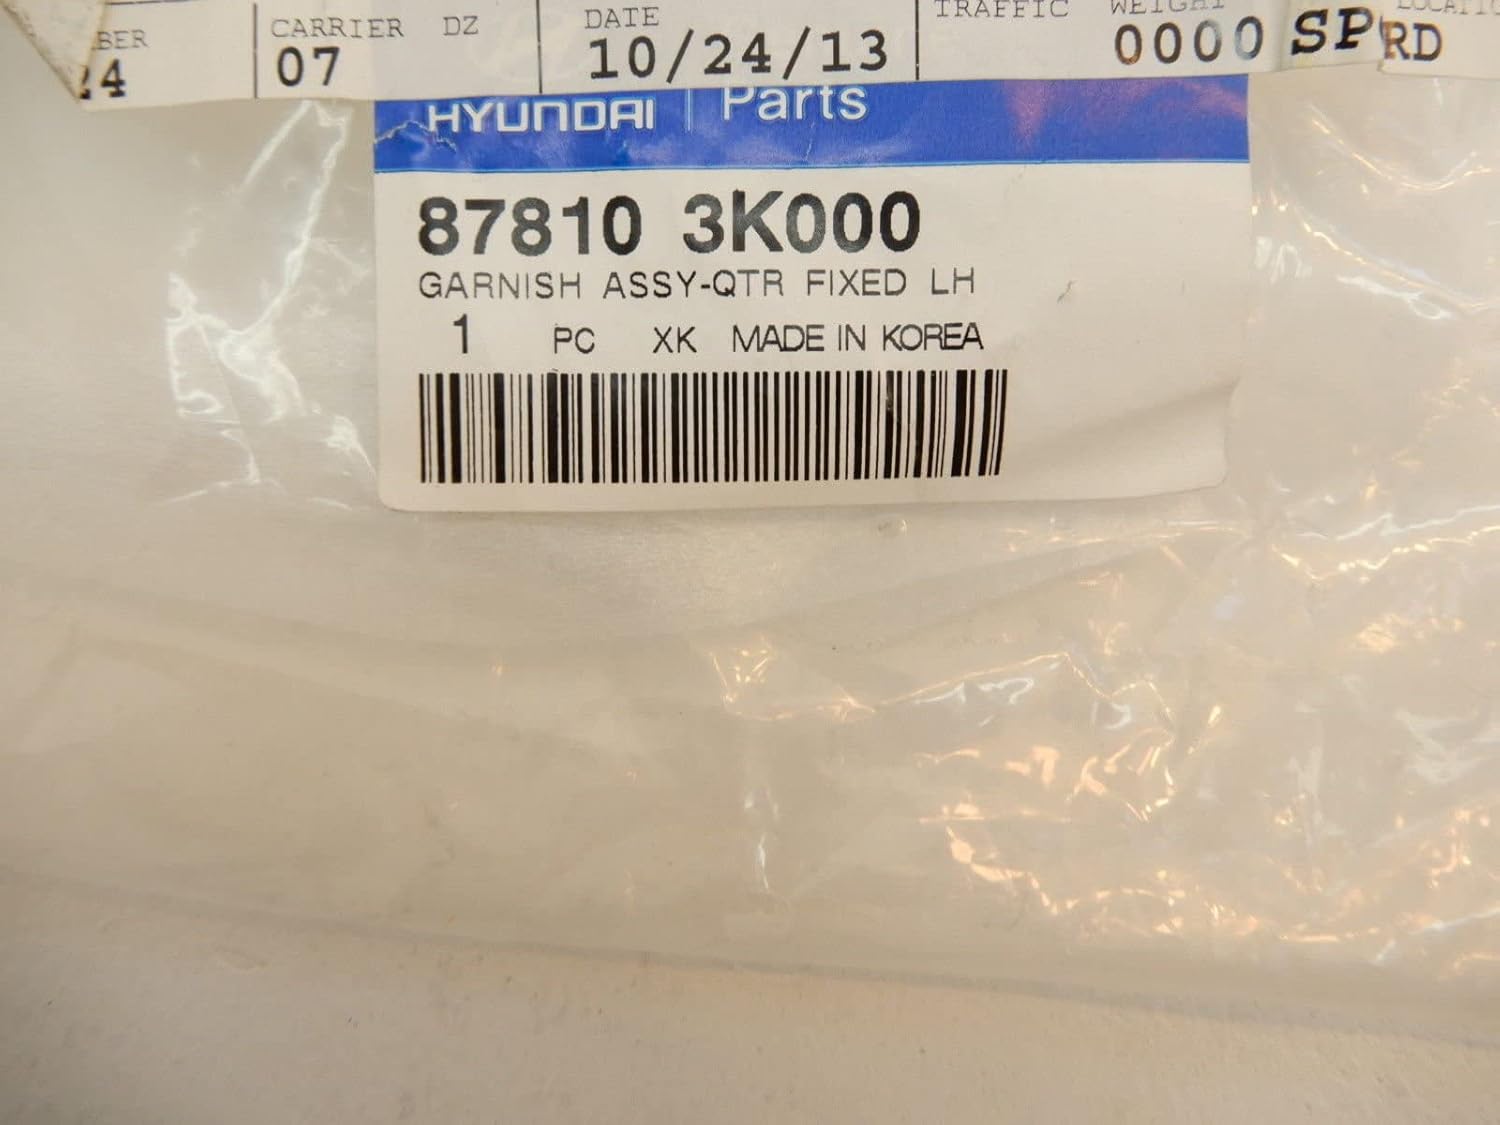 CARRIER DZ DATE TRAFFIC WEIGHT
07 10/24/13 0000 SP RD
HYUNDAI | Parts
87810 3K000
GARNISH ASSY-QTR FIXED LH
1 PC XK MADE IN KOREA